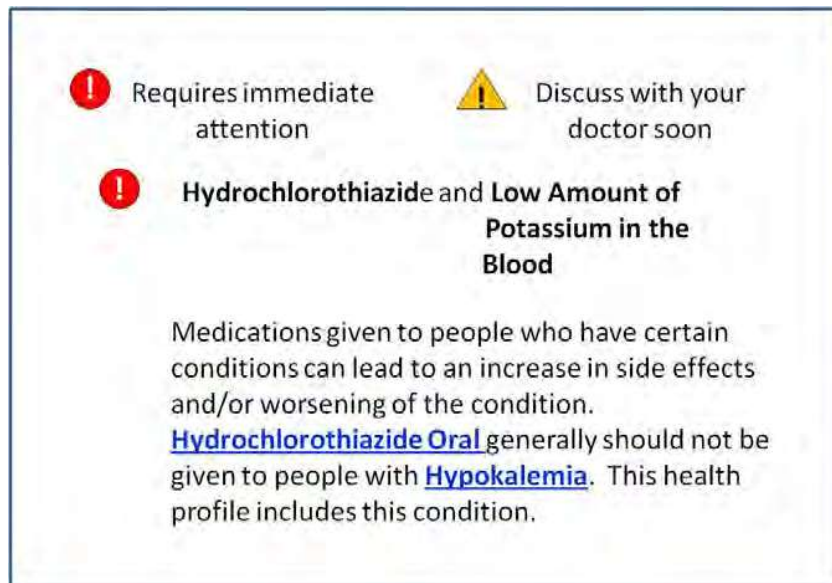 ! Requires immediate attention
! Discuss with your doctor soon
! Hydrochlorothiazide and Low Amount of
Potassium in the
Blood
Medications given to people who have certain
conditions can lead to an increase in side effects
and/or worsening of the condition.
Hydrochlorothiazide Oral generally should not be
given to people with Hypokalemia. This health
profile includes this condition.